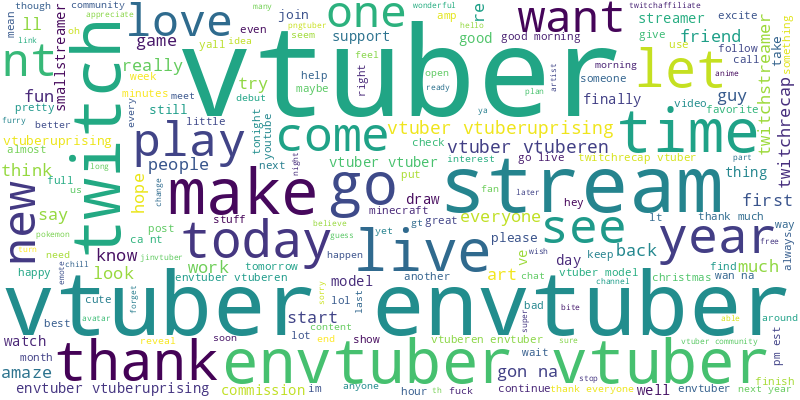 mean
though
community
appreciate
oh
link
smallstreamer
ll
nt
twitch
love
game
yall
idea
even
many
pngtuber
seem
join
support
one
re
amp
good
good morning
hello
wonderful
twitchaffiliate
streamer
give
friend
want
excite
follow
call
take
something
vtuber
let
use
morning
anime
guy
video
favorite
twitchstreamer
twitchrecap
fun
really
week
minutes
try
help
maybe
right
feel
open
ready
plan
artist
someone
finally
pretty
furry
better
every
meet
debut
still
little
tonight
youtube
ya
vtuberuprising
almost
think
full
us
long
play
people
next
come
vtuber vtuberuprising
check
vtuber vtuber
vtuber vtuberen
interest
go live
time
twitchrecap vtuber
part
thing
first
new
say
hope
change
make
night
go
put
fan
stream
later
hey
stuff
draw
minecraft
gt
great
everyone
see
lt
thank much
year
way
always
free
need
pokemon
post
ca nt
today
believe
guess
yet
happen
live
please
ve
wish
day
keep
back
wan na
know
happy
emote
chill
jinvtuber
look
work
tomorrow
another
art
chat
vtuber model
christmas
find
much
envtuber vtuberen
model
vtuber envtuber
channel
cute
avatar
forget
lol
last
start
content
super
bad
bite
around
best
reveal
soon
lot
end
sorry
show
vtuberen envtuber
sure
able
vtuber community
pm est
watch
month
amaze
thank
envtuber vtuber
wait
gon na
stop
finish
envtuber vtuberuprising
commission
im
anyone
hour
th
fuck
continue
thank everyone
well
envtuber
next year